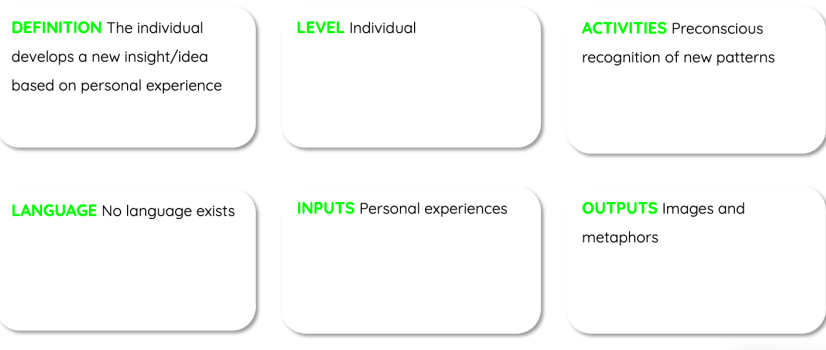 DEFINITION The individual
develops a new insight/idea
based on personal experience
LEVEL Individual
ACTIVITIES Preconscious
recognition of new patterns
LANGUAGE No language exists
INPUTS Personal experiences
OUTPUTS Images and
metaphors